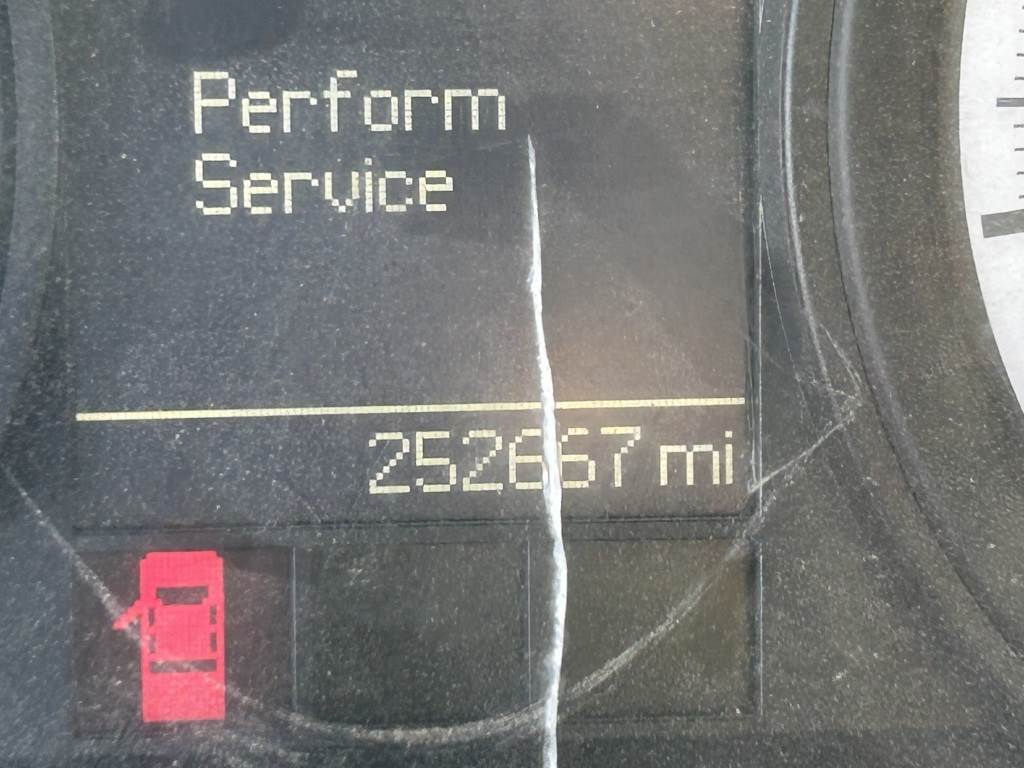 Perform
Service
252667 mi